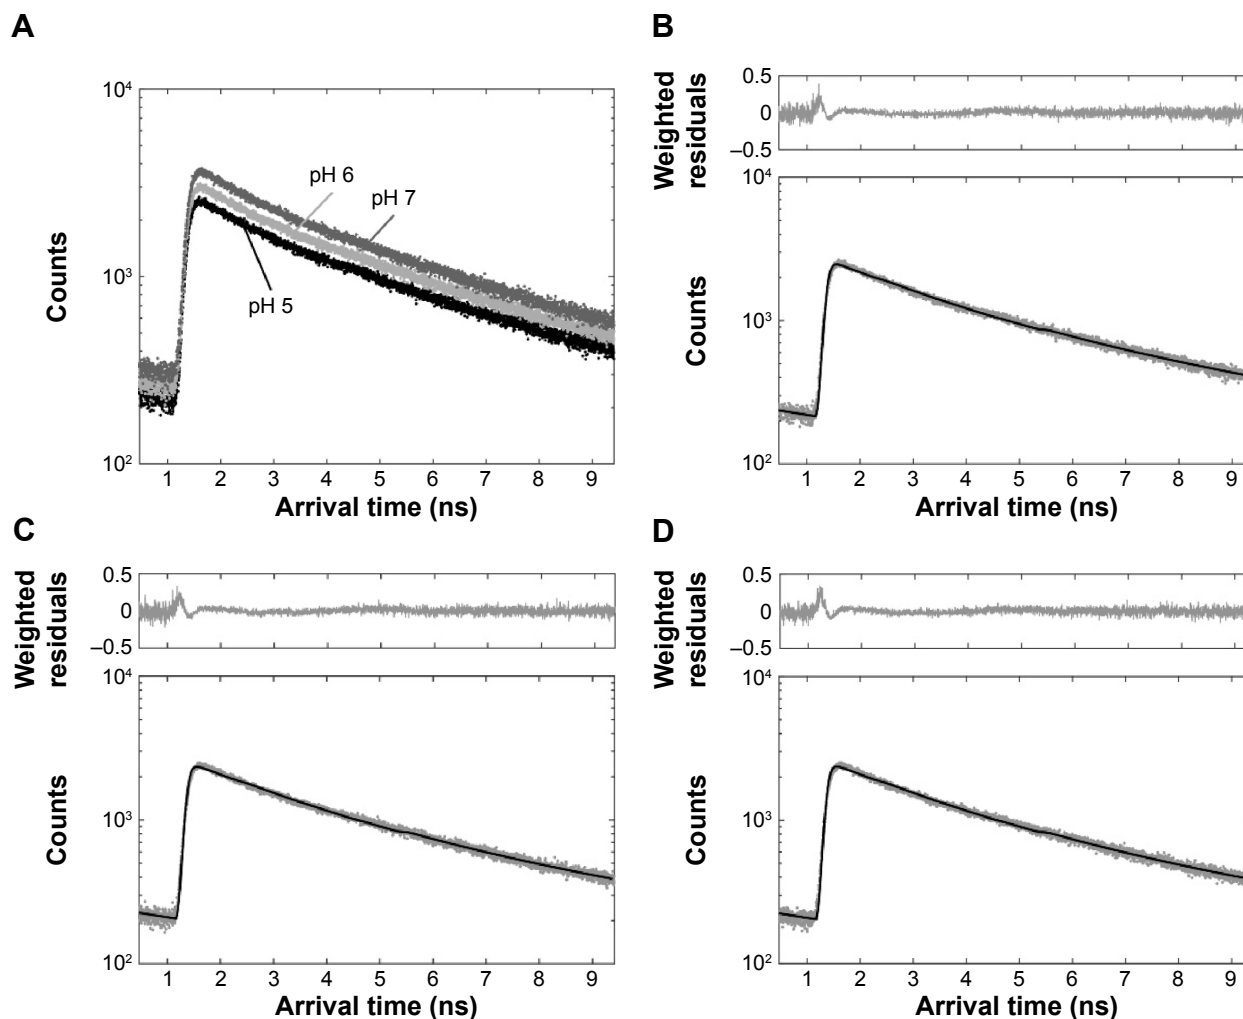 A
10⁴
10³
10²
Counts
pH 6
pH 7
pH 5
1 2 3 4 5 6 7 8 9
Arrival time (ns)
B
Weighted
residuals
0.5
0
–0.5
10⁴
10³
10²
Counts
1 2 3 4 5 6 7 8 9
Arrival time (ns)
C
Weighted
residuals
0.5
0
–0.5
10⁴
10³
10²
Counts
1 2 3 4 5 6 7 8 9
Arrival time (ns)
D
Weighted
residuals
0.5
0
–0.5
10⁴
10³
10²
Counts
1 2 3 4 5 6 7 8 9
Arrival time (ns)